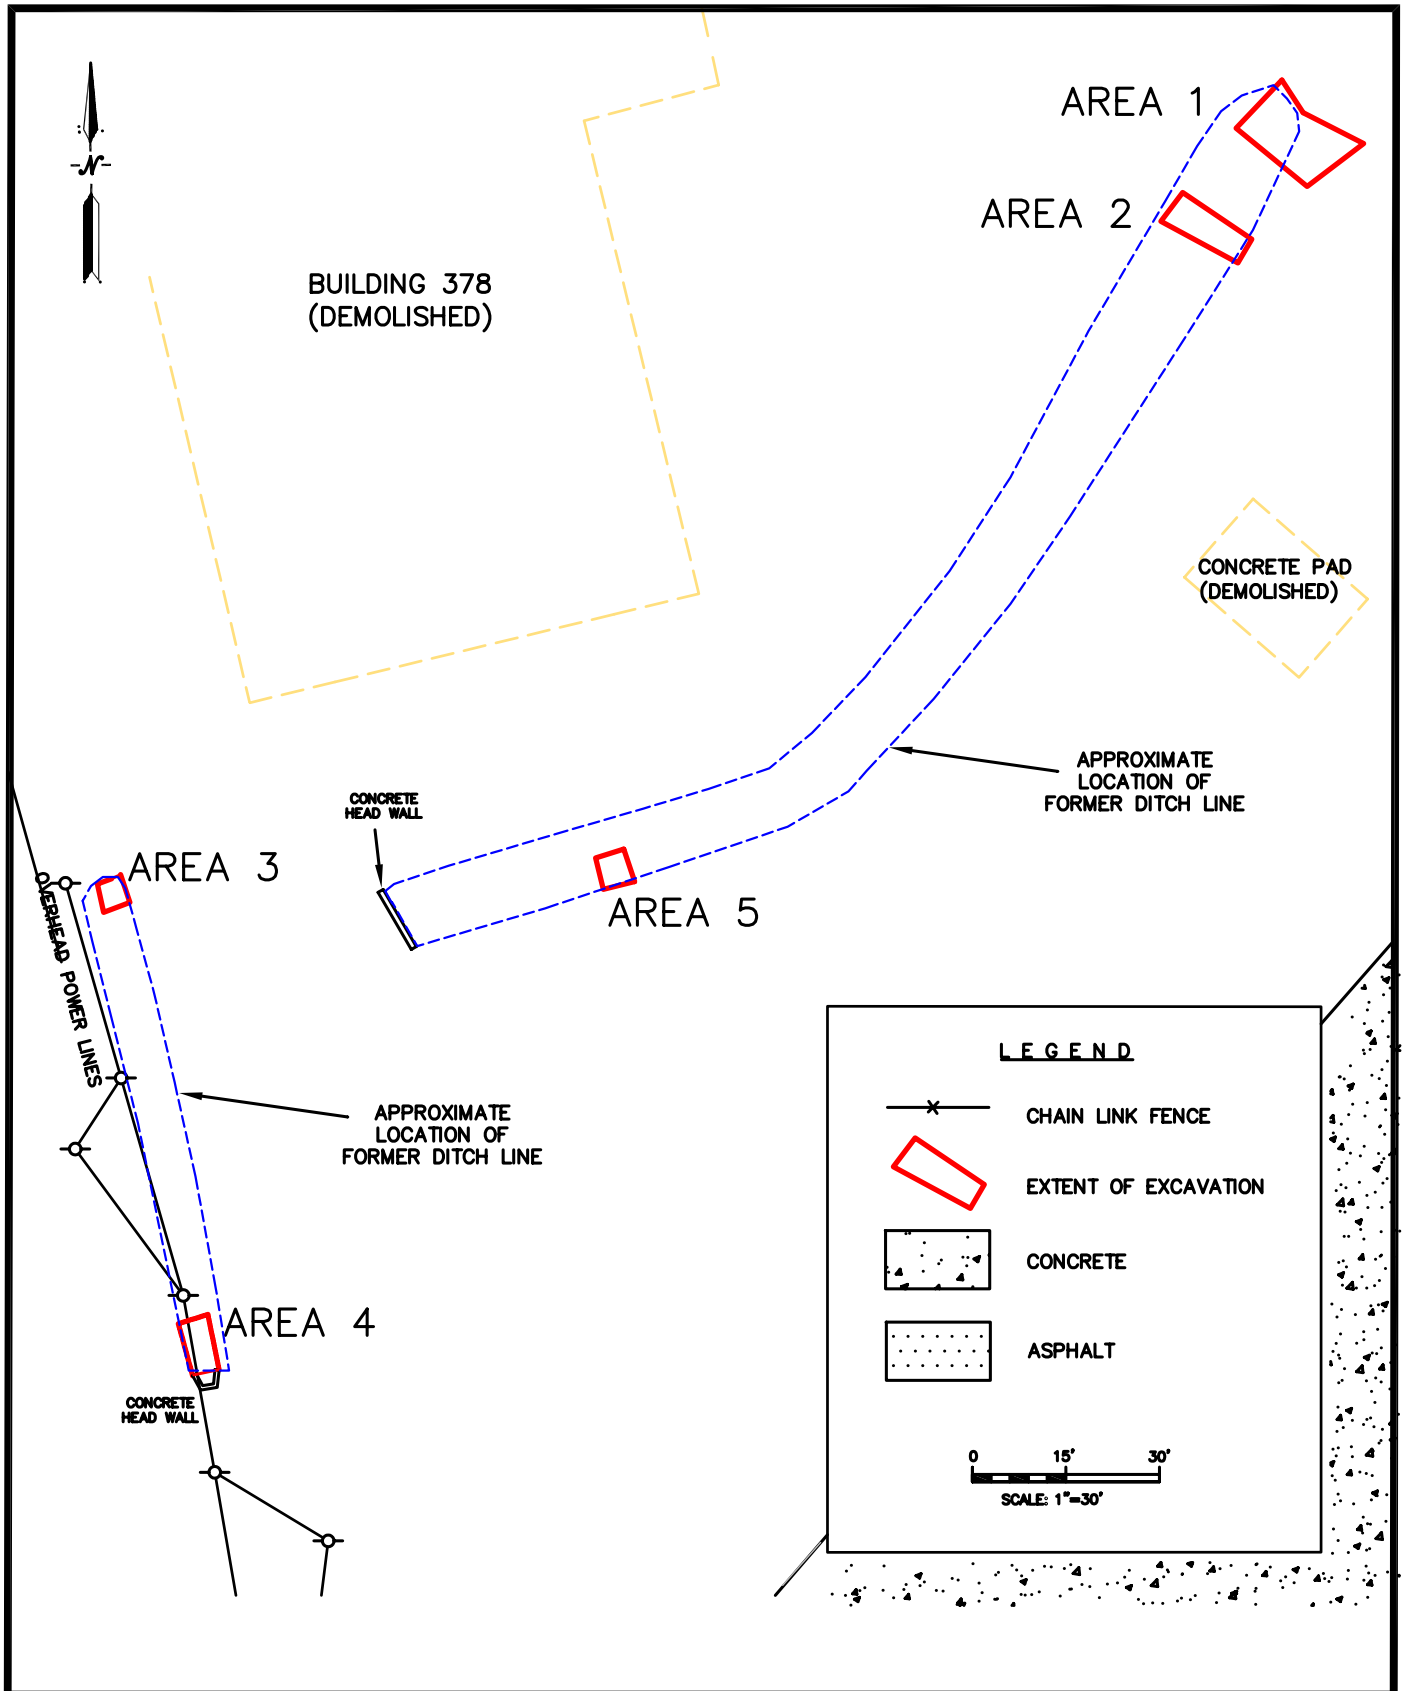 AREA 1
N
AREA 2
BUILDING 378
(DEMOLISHED)
CONCRETE PAD
(DEMOLISHED)
APPROXIMATE
LOCATION OF
FORMER DITCH LINE
CONCRETE
HEAD WALL
AREA 3
OVERHEAD POWER LINES
AREA 5
APPROXIMATE
LOCATION OF
FORMER DITCH LINE
AREA 4
CONCRETE
HEAD WALL
LEGEND
CHAIN LINK FENCE
EXTENT OF EXCAVATION
CONCRETE
ASPHALT
0 15' 30'
SCALE: 1"=30'